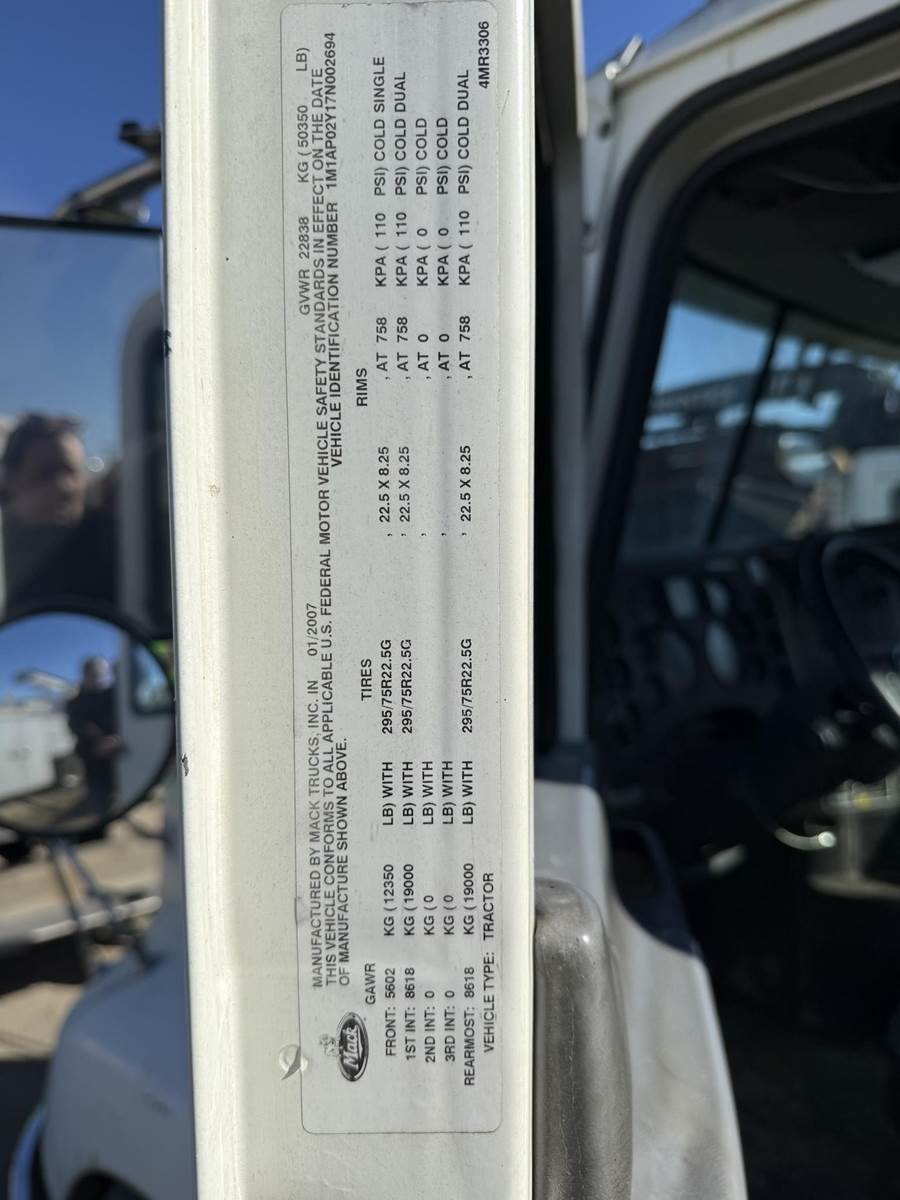 GVWR 22838 KG ( 50350 LB)
MANUFACTURED BY MACK TRUCKS, INC. IN 01/2007
THIS VEHICLE CONFORMS TO ALL APPLICABLE U.S. FEDERAL MOTOR VEHICLE SAFETY STANDARDS IN EFFECT ON THE DATE
OF MANUFACTURE SHOWN ABOVE. VEHICLE IDENTIFICATION NUMBER 1M1AP02Y17N002694
Mack
GAWR TIRES RIMS
FRONT: 5602 KG ( 12350 LB) WITH 295/75R22.5G , 22.5 X 8.25 , AT 758 KPA ( 110 PSI) COLD SINGLE
1ST INT: 8618 KG ( 19000 LB) WITH 295/75R22.5G , 22.5 X 8.25 , AT 758 KPA ( 110 PSI) COLD DUAL
2ND INT: 0 KG ( 0 LB) WITH , , AT 0 KPA ( 0 PSI) COLD
3RD INT: 0 KG ( 0 LB) WITH , , AT 0 KPA ( 0 PSI) COLD
REARMOST: 8618 KG ( 19000 LB) WITH 295/75R22.5G , 22.5 X 8.25 , AT 758 KPA ( 110 PSI) COLD DUAL
VEHICLE TYPE: TRACTOR 4MR3306